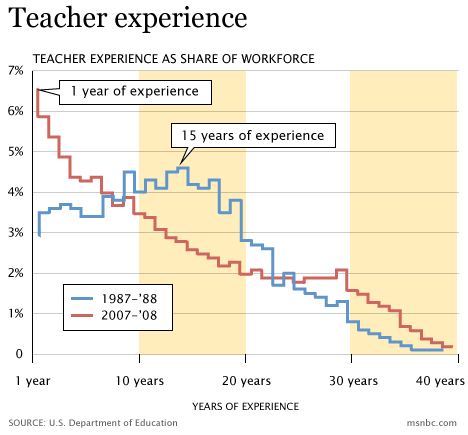 Teacher experience
TEACHER EXPERIENCE AS SHARE OF WORKFORCE
7%
1 year of experience
6%
15 years of experience
5%
4%
3%
2%
1987–'88
2007–'08
1%
0
1 year
10 years
20 years
30 years
40 years
YEARS OF EXPERIENCE
SOURCE: U.S. Department of Education
msnbc.com